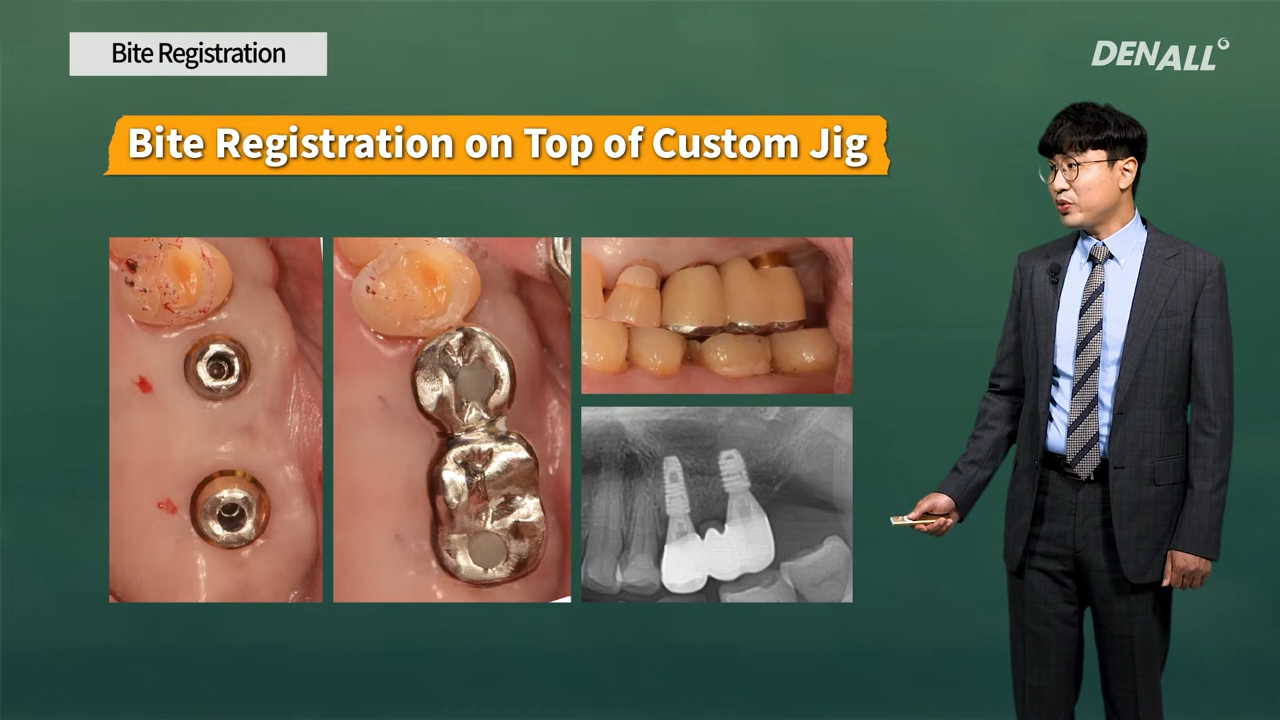 Bite Registration
DENALL
Bite Registration on Top of Custom Jig